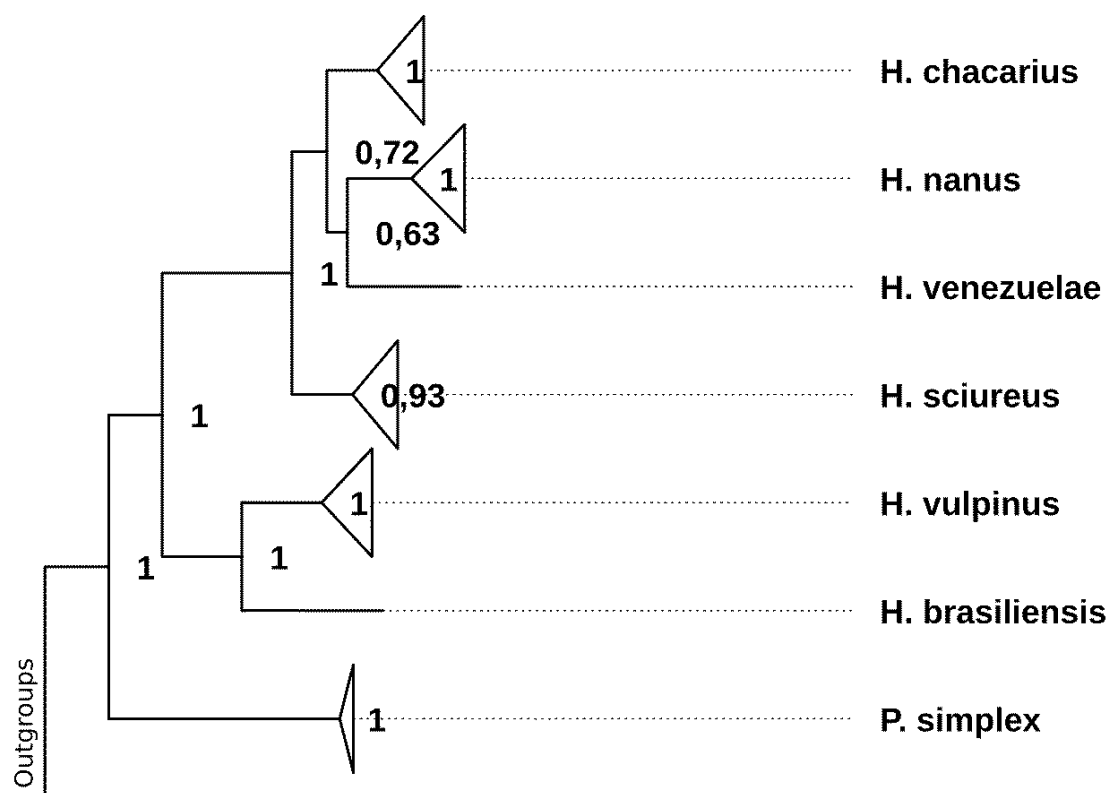 1 H. chacarius
0,72
1 H. nanus
0,63
1 H. venezuelae
0,93 H. sciureus
1
1 H. vulpinus
1
1
H. brasiliensis
1 P. simplex
Outgroups